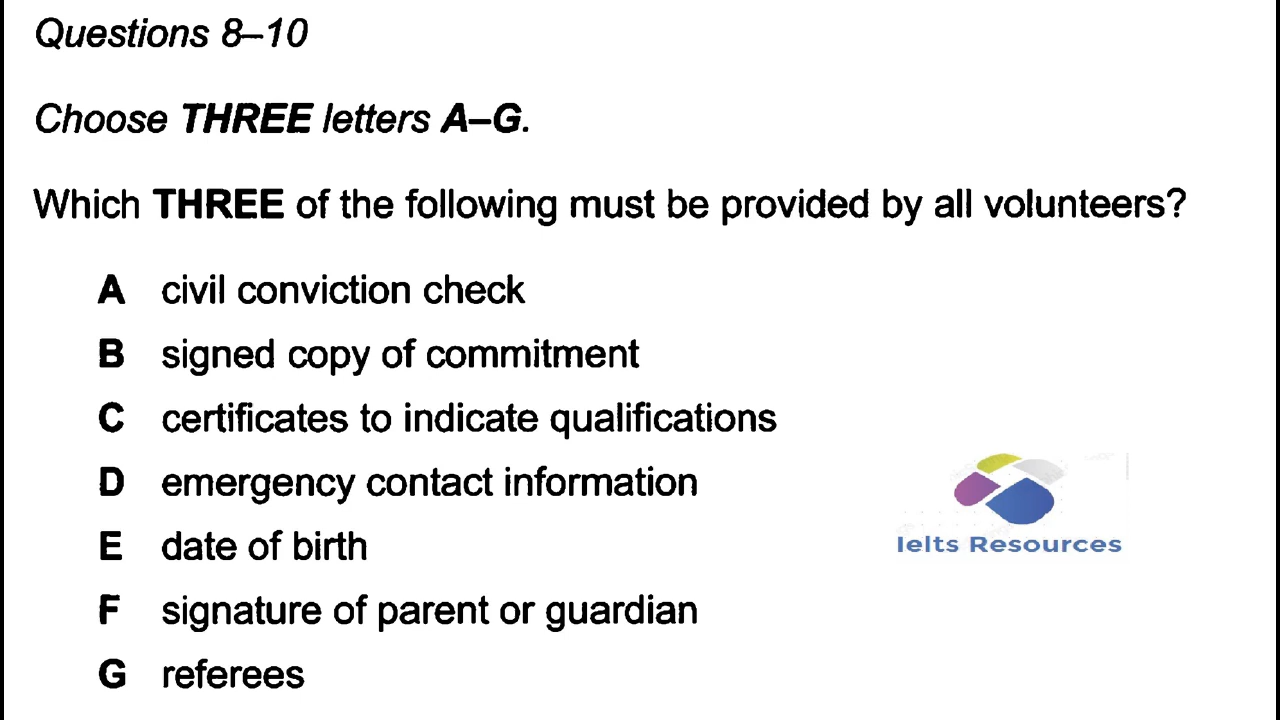 Questions 8–10
Choose THREE letters A–G.
Which THREE of the following must be provided by all volunteers?
A civil conviction check
B signed copy of commitment
C certificates to indicate qualifications
D emergency contact information
E date of birth
F signature of parent or guardian
G referees
Ielts Resources